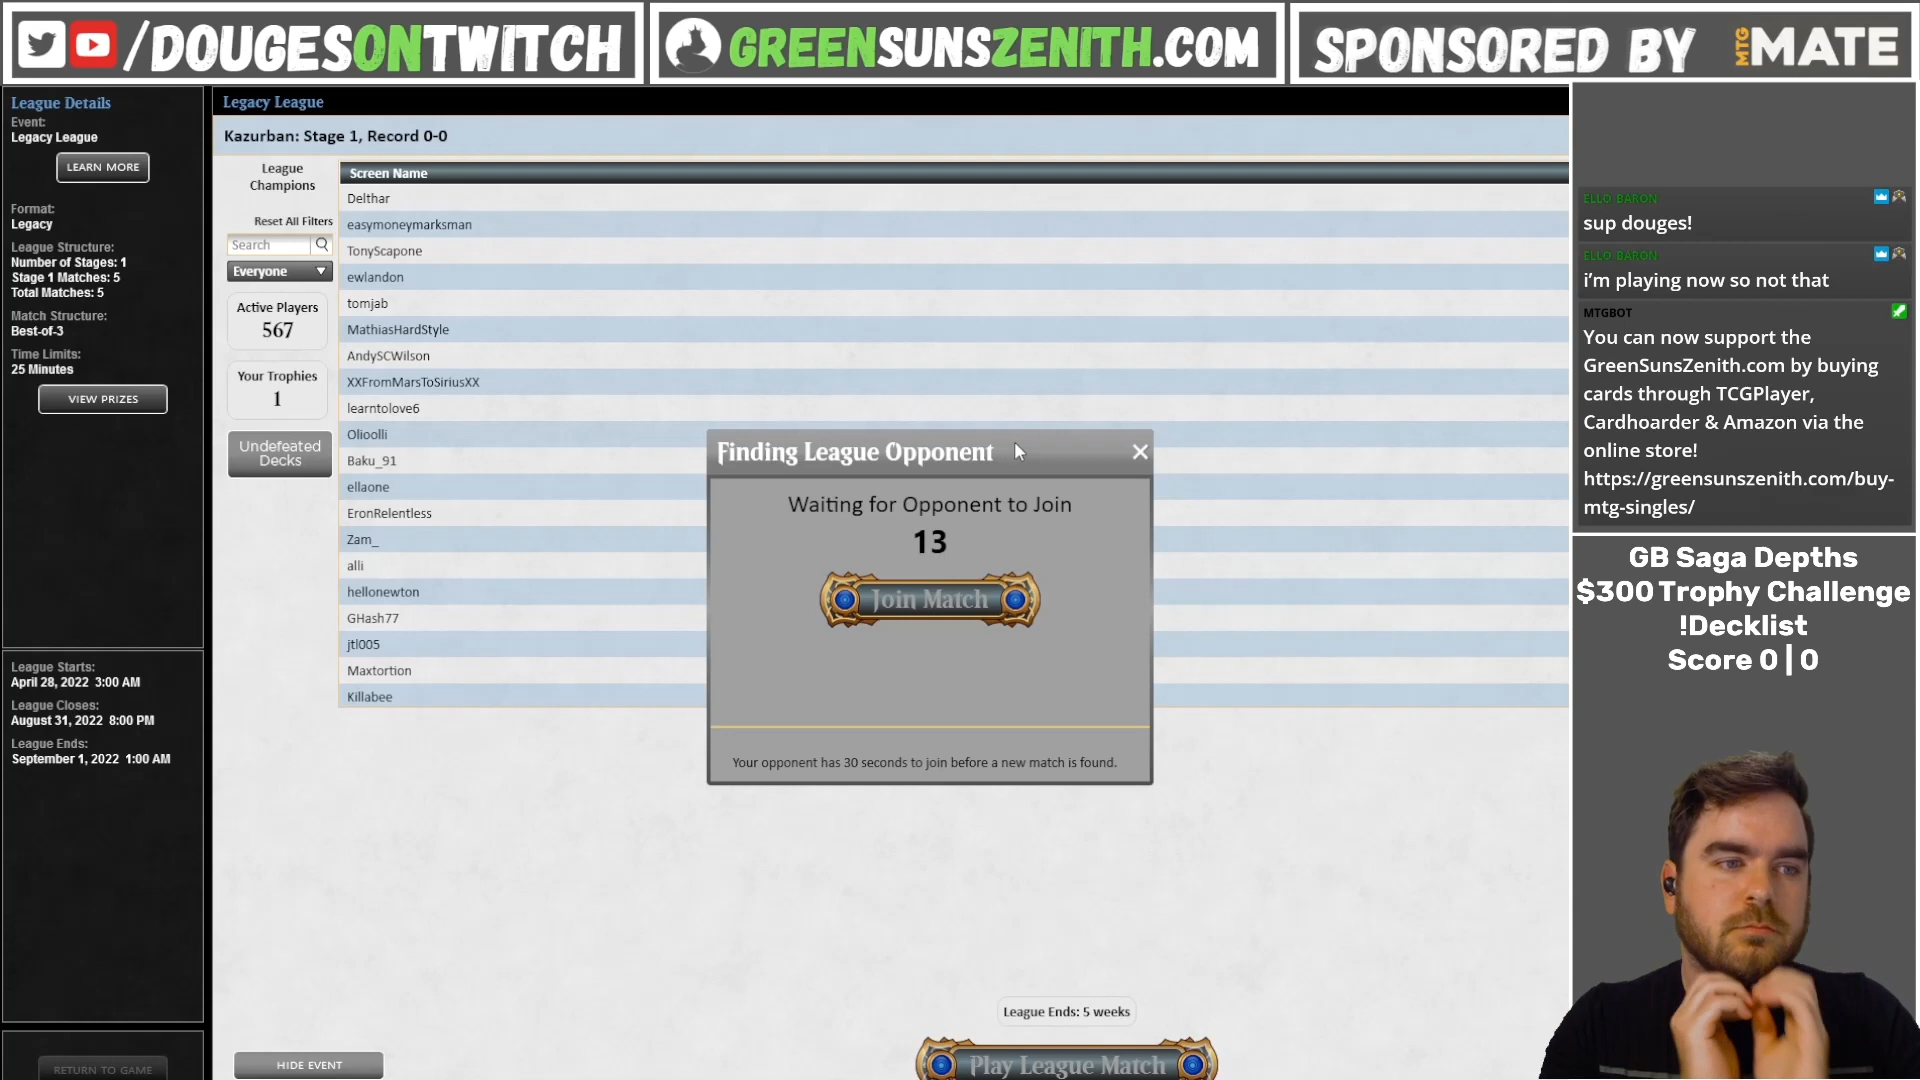 /DOUGESONTWITCH
GREENSUNSZENITH.COM
SPONSORED BY MTG MATE
League Details
Event:
Legacy League
LEARN MORE
Format:
Legacy
League Structure:
Number of Stages: 1
Stage 1 Matches: 5
Total Matches: 5
Match Structure:
Best-of-3
Time Limits:
25 Minutes
VIEW PRIZES
League Starts:
April 28, 2022 3:00 AM
League Closes:
August 31, 2022 8:00 PM
League Ends:
September 1, 2022 1:00 AM
RETURN TO GAME
Legacy League
Kazurban: Stage 1, Record 0-0
League
Champions
Reset All Filters
Search
Everyone
Active Players
567
Your Trophies
1
Undefeated
Decks
Screen Name
Delthar
easymoneymarksman
TonyScapone
ewlandon
tomjab
MathiasHardStyle
AndySCWilson
XXFromMarsToSiriusXX
learntolove6
Olioolli
Baku_91
ellaone
EronRelentless
Zam_
alli
hellonewton
GHash77
jtl005
Maxtortion
Killabee
Finding League Opponent
Waiting for Opponent to Join
13
Join Match
Your opponent has 30 seconds to join before a new match is found.
League Ends: 5 weeks
HIDE EVENT
Play League Match
ELLO BARON
sup douges!
ELLO BARON
i'm playing now so not that
MTGBOT
You can now support the
GreenSunsZenith.com by buying
cards through TCGPlayer,
Cardhoarder & Amazon via the
online store!
https://greensunszenith.com/buy-
mtg-singles/
GB Saga Depths
$300 Trophy Challenge
!Decklist
Score 0 | 0